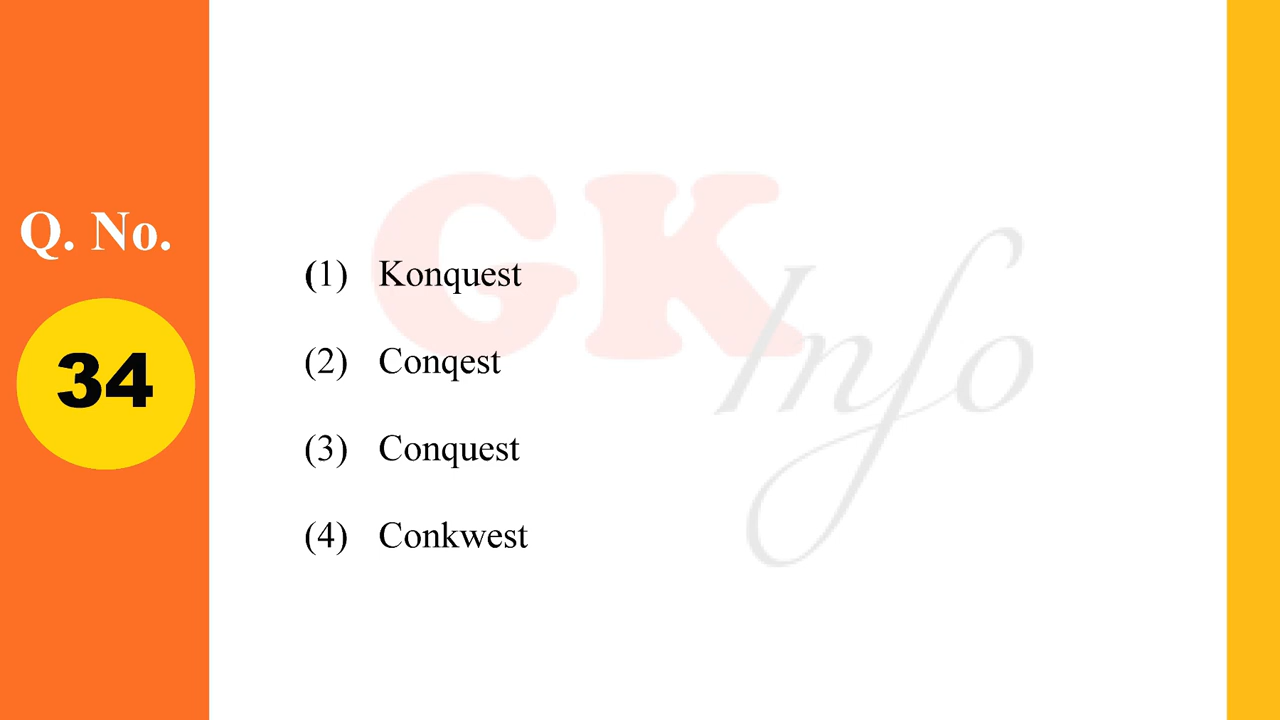 Q. No.
34
GK Info
(1) Konquest
(2) Conqest
(3) Conquest
(4) Conkwest